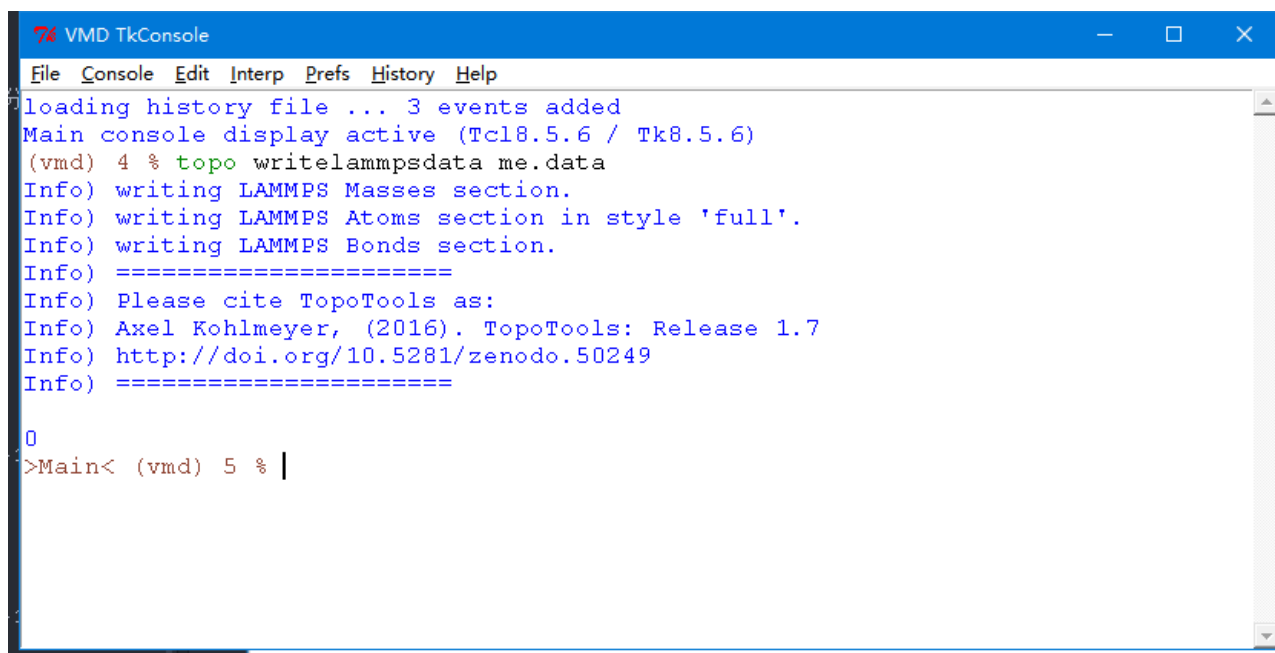 VMD TkConsole
File Console Edit Interp Prefs History Help
loading history file ... 3 events added
Main console display active (Tcl8.5.6 / Tk8.5.6)
(vmd) 4 % topo writelammpsdata me.data
Info) writing LAMMPS Masses section.
Info) writing LAMMPS Atoms section in style 'full'.
Info) writing LAMMPS Bonds section.
Info) ======================
Info) Please cite TopoTools as:
Info) Axel Kohlmeyer, (2016). TopoTools: Release 1.7
Info) http://doi.org/10.5281/zenodo.50249
Info) ======================
0
>Main< (vmd) 5 %